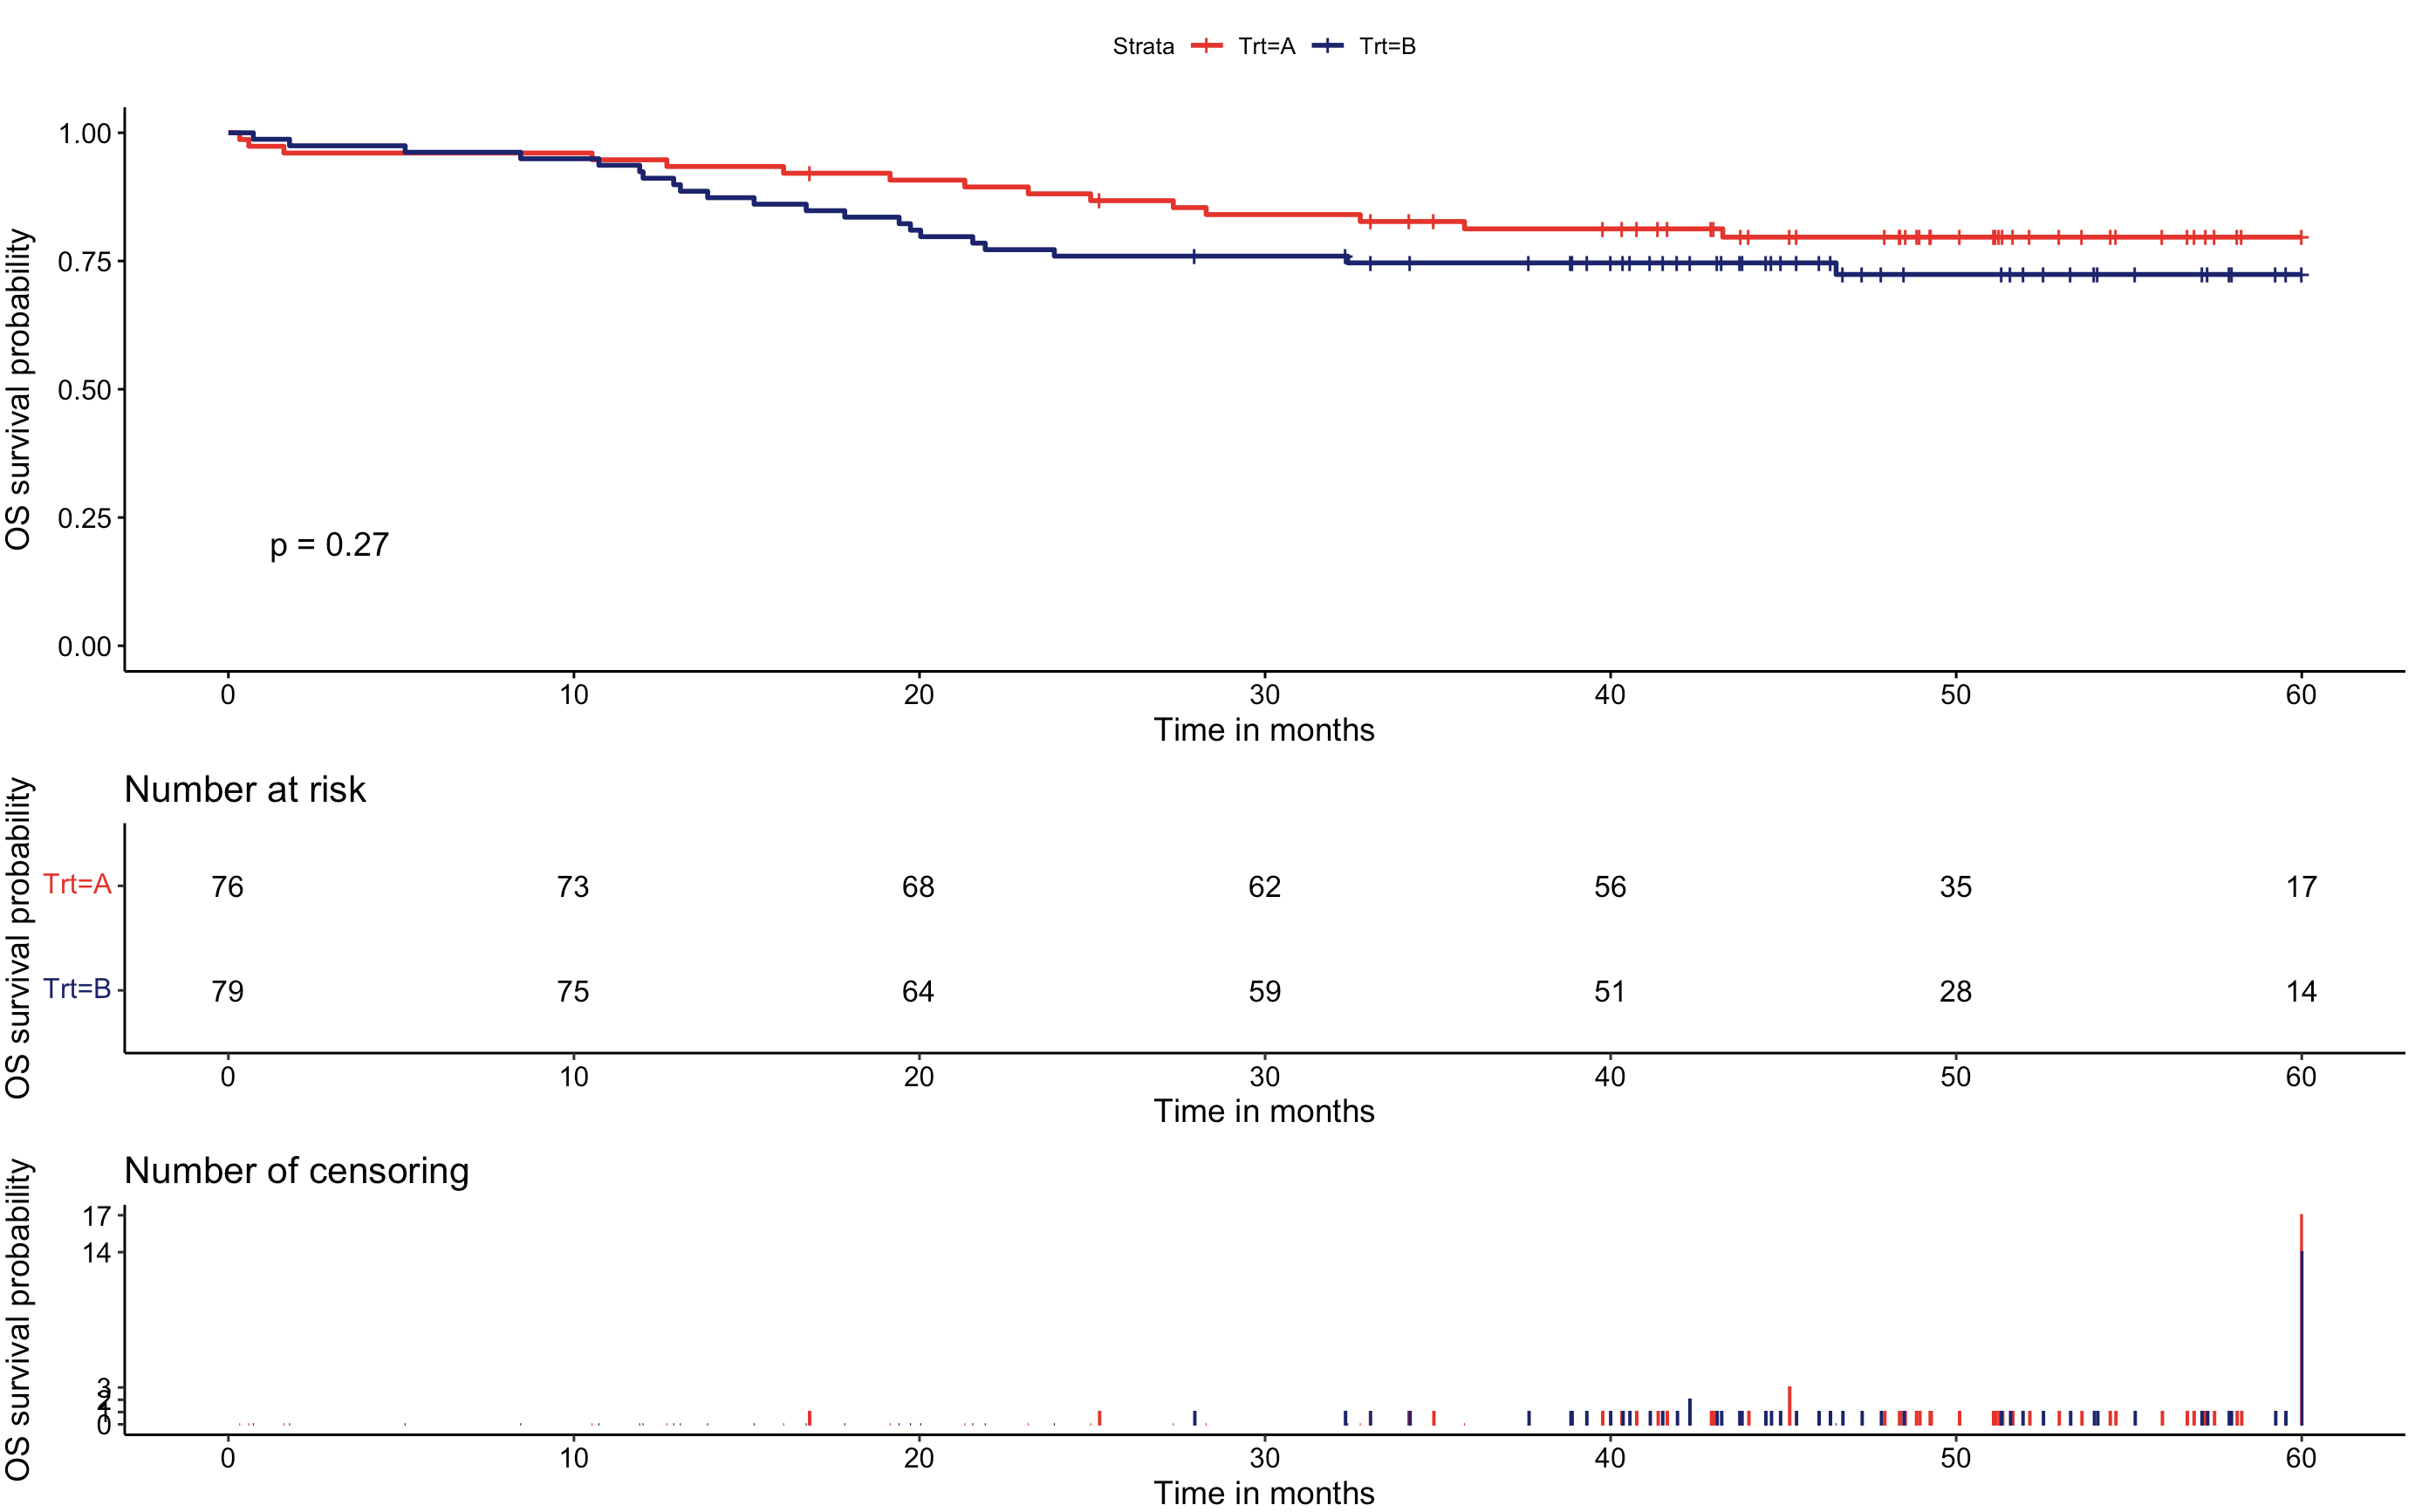 Strata Trt=A Trt=B
OS survival probability
1.00
0.75
0.50
0.25
0.00
p = 0.27
0 10 20 30 40 50 60
Time in months
Number at risk
OS survival probability
Trt=A 76 73 68 62 56 35 17
Trt=B 79 75 64 59 51 28 14
0 10 20 30 40 50 60
Time in months
Number of censoring
OS survival probability
17
14
3
2
1
0
0 10 20 30 40 50 60
Time in months